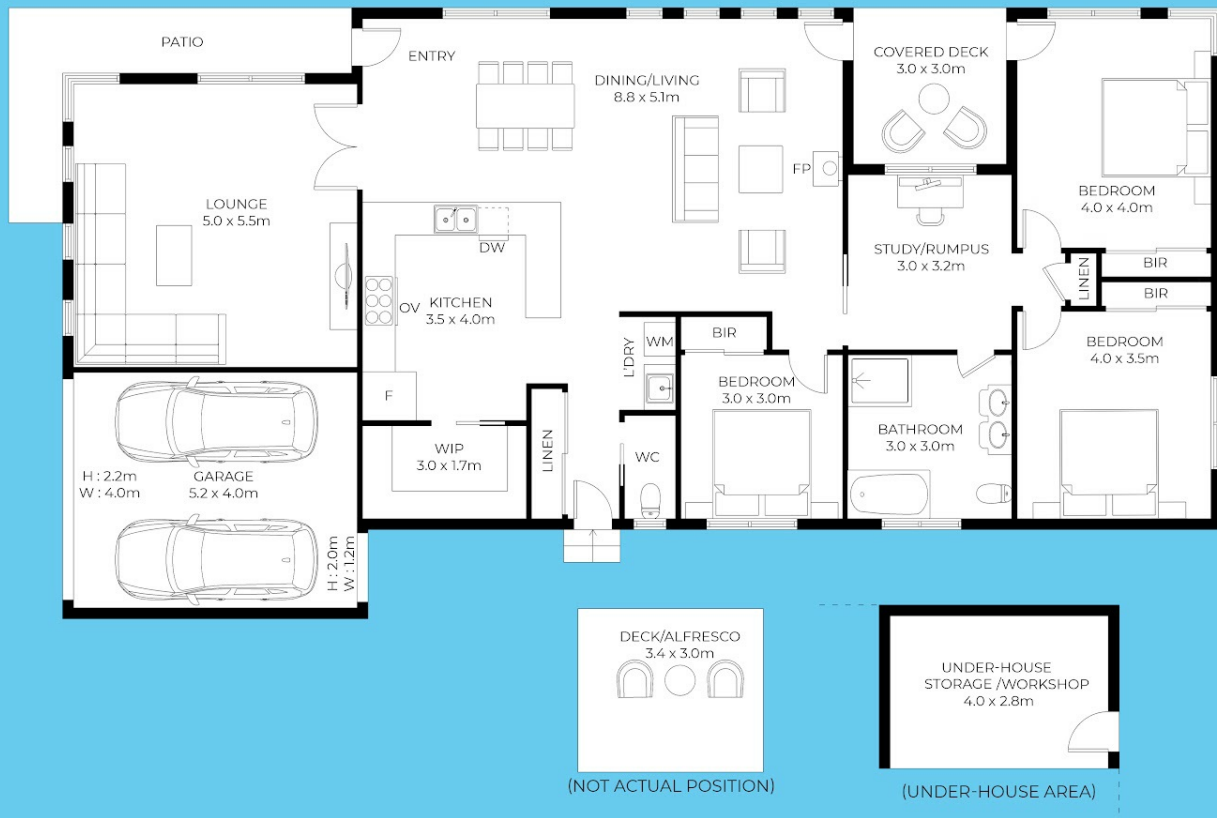 PATIO
ENTRY
DINING/LIVING
8.8 x 5.1m
COVERED DECK
3.0 x 3.0m
FP
BEDROOM
4.0 x 4.0m
LOUNGE
5.0 x 5.5m
DW
STUDY/RUMPUS
3.0 x 3.2m
BIR
LINEN
BIR
OV
KITCHEN
3.5 x 4.0m
L'DRY
WM
BIR
BEDROOM
4.0 x 3.5m
F
BEDROOM
3.0 x 3.0m
BATHROOM
3.0 x 3.0m
WIP
3.0 x 1.7m
LINEN
WC
H : 2.2m
W : 4.0m
GARAGE
5.2 x 4.0m
H : 2.0m
W : 1.2m
DECK/ALFRESCO
3.4 x 3.0m
(NOT ACTUAL POSITION)
UNDER-HOUSE
STORAGE /WORKSHOP
4.0 x 2.8m
(UNDER-HOUSE AREA)